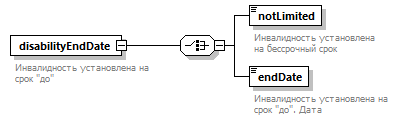 notLimited
Инвалидность установлена
на бессрочный срок
disabilityEndDate
Инвалидность установлена на
срок "до"
endDate
Инвалидность установлена на
срок "до". Дата